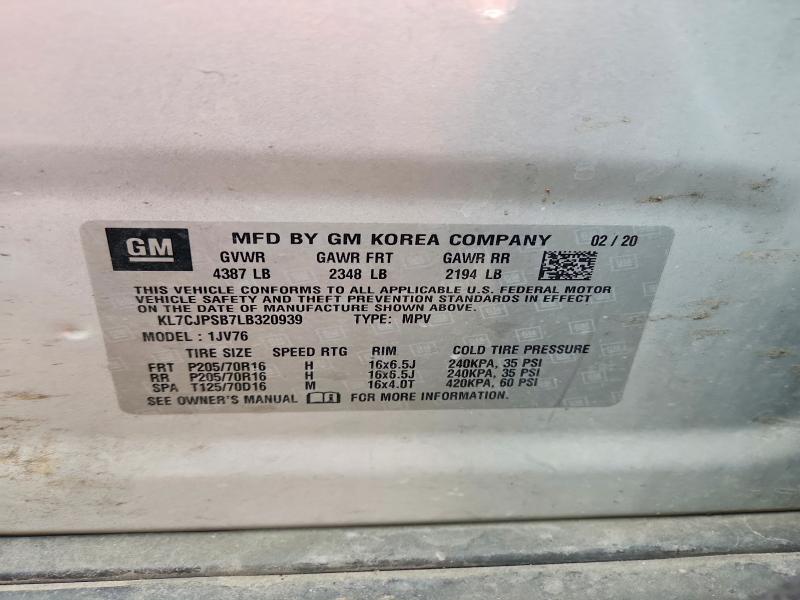 GM MFD BY GM KOREA COMPANY 02 / 20
GVWR GAWR FRT GAWR RR
4387 LB 2348 LB 2194 LB
THIS VEHICLE CONFORMS TO ALL APPLICABLE U.S. FEDERAL MOTOR
VEHICLE SAFETY AND THEFT PREVENTION STANDARDS IN EFFECT
ON THE DATE OF MANUFACTURE SHOWN ABOVE.
KL7CJPSB7LB320939 TYPE: MPV
MODEL : 1JV76
TIRE SIZE SPEED RTG RIM COLD TIRE PRESSURE
FRT P205/70R16 H 16x6.5J 240KPA, 35 PSI
RR P205/70R16 H 16x6.5J 240KPA, 35 PSI
SPA T125/70D16 M 16x4.0T 420KPA, 60 PSI
SEE OWNER'S MANUAL FOR MORE INFORMATION.